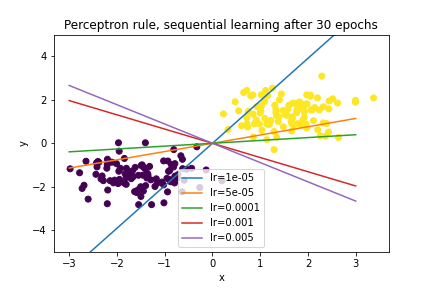 Perceptron rule, sequential learning after 30 epochs
4
2
0
−2
−4
y
−3
−2
−1
0
1
2
3
x
lr=1e-05
lr=5e-05
lr=0.0001
lr=0.001
lr=0.005